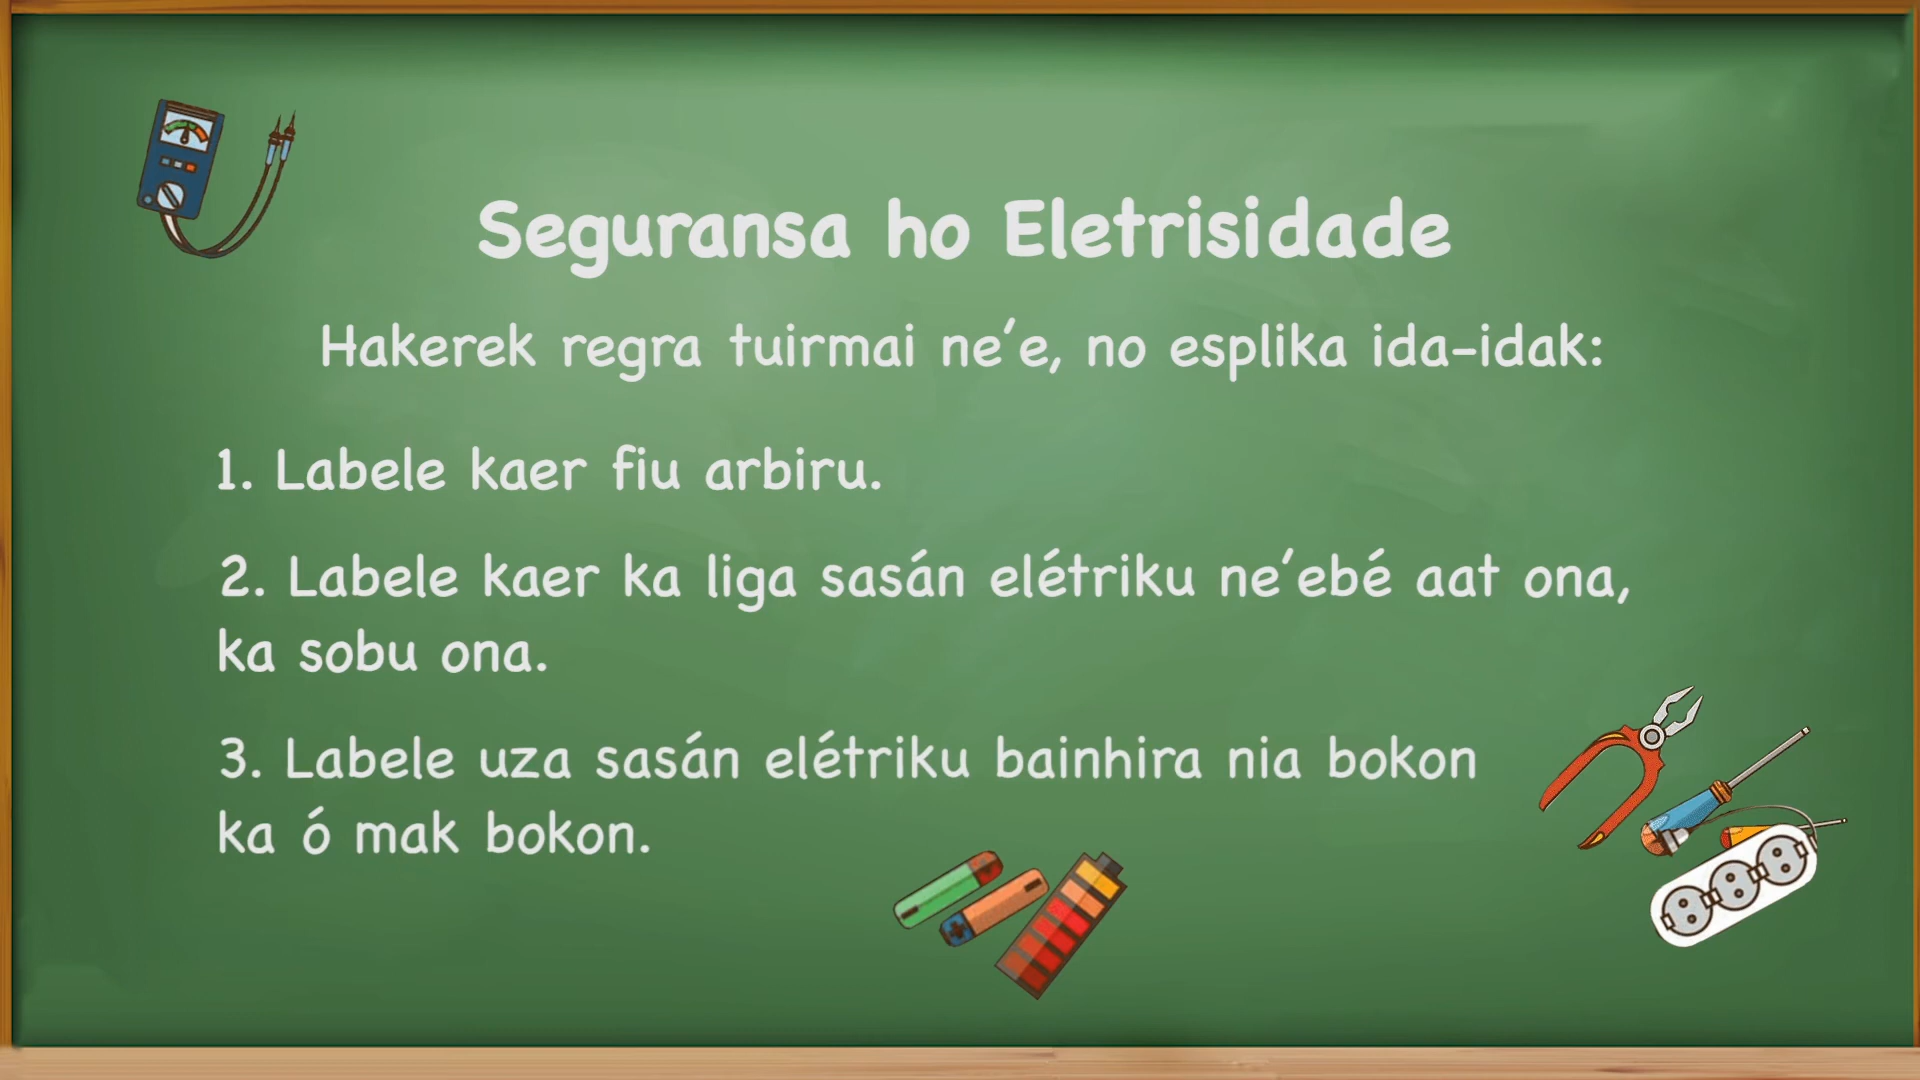 Seguransa ho Eletrisidade
Hakerek regra tuirmai ne'e, no esplika ida-idak:
1. Labele kaer fiu arbiru.
2. Labele kaer ka liga sasán elétriku ne'ebé aat ona,
ka sobu ona.
3. Labele uza sasán elétriku bainhira nia bokon
ka ó mak bokon.